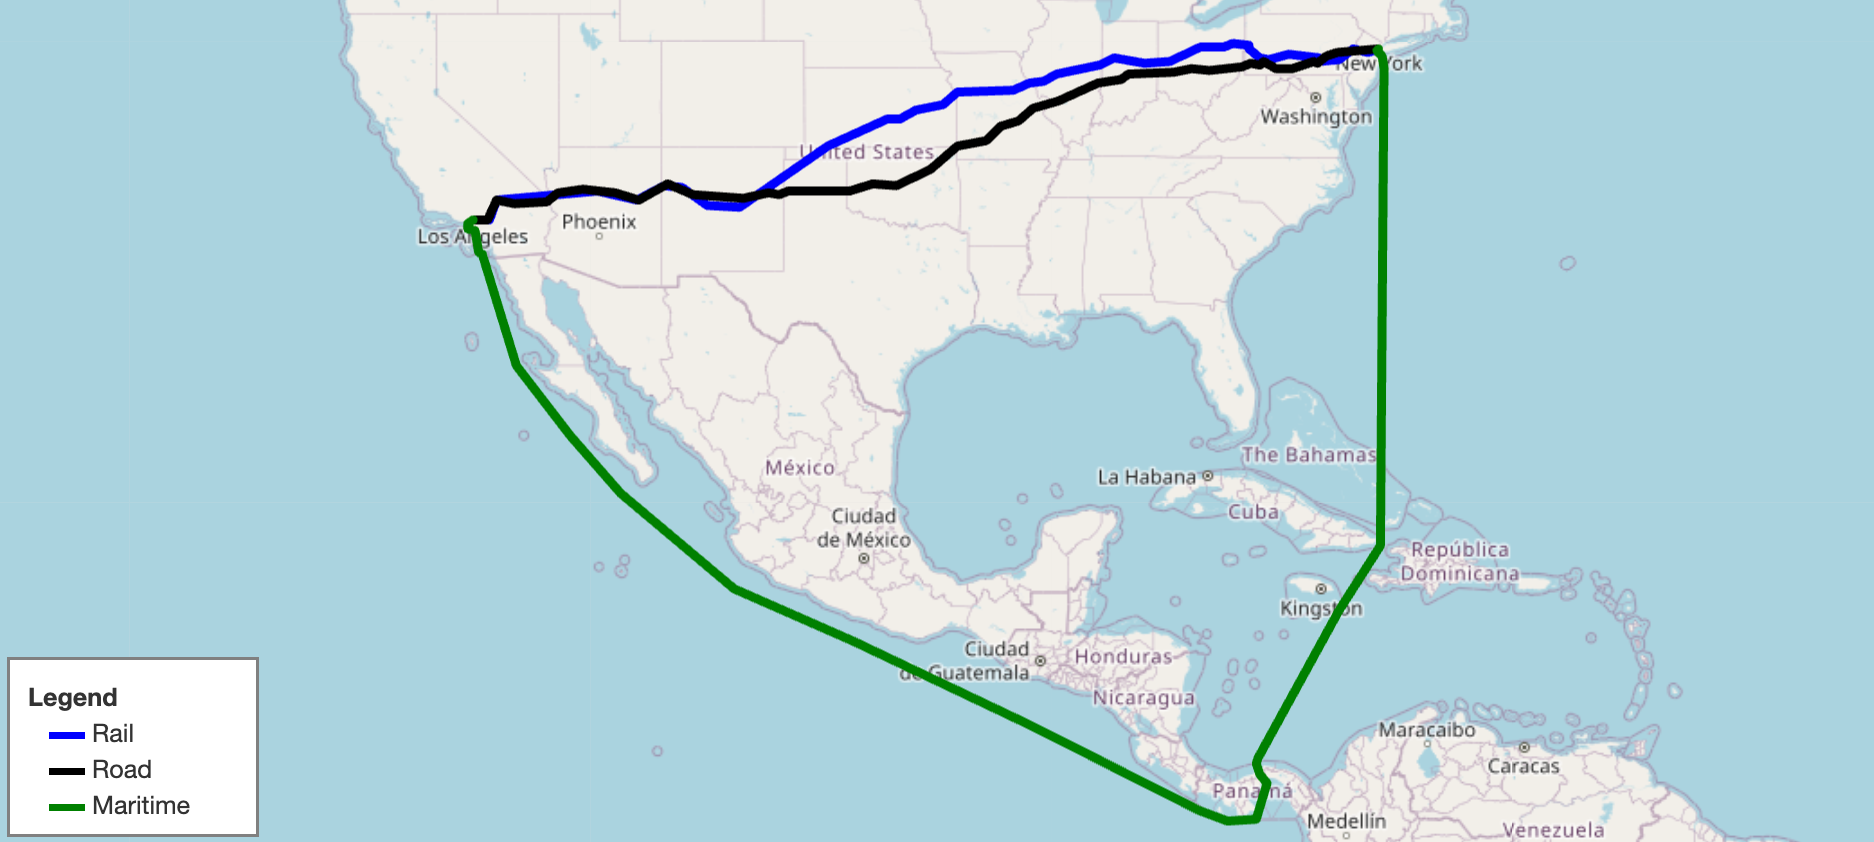 New York
Washington
United States
Phoenix
Los Angeles
The Bahamas
La Habana
México
Cuba
Ciudad
de México
República
Dominicana
Kingston
Ciudad
de Guatemala
Honduras
Nicaragua
Maracaibo
Caracas
Panamá
Medellín
Venezuela
Legend
Rail
Road
Maritime